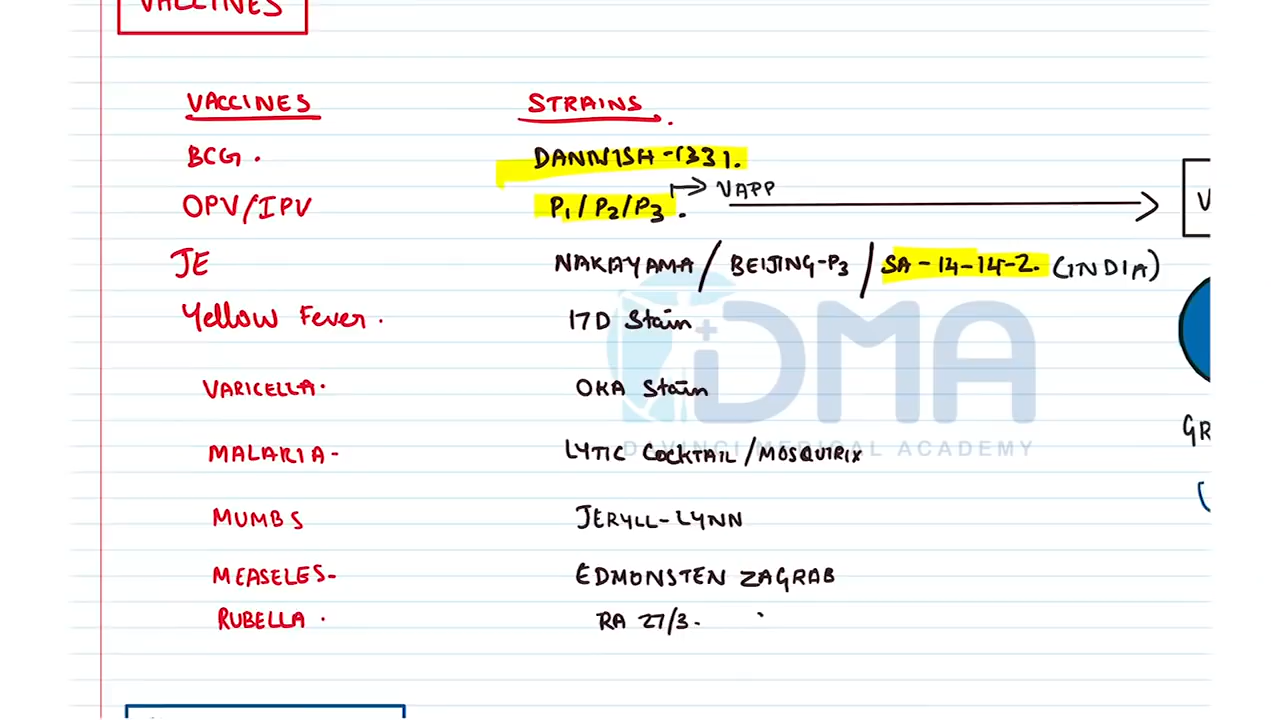 VACCINES
VACCINES STRAINS
BCG. DANNISH-1331.
OPV/IPV P1/P2/P3. → VAPP
JE NAKAYAMA / BEIJING-P3 / SA-14-14-2. (INDIA)
Yellow Fever. 17D Stain
VARICELLA. OKA Stain
DMA
MALARIA- LYTIC COCKTAIL/MOSQUIRIX
DAVINCI MEDICAL ACADEMY
MUMBS JERYLL-LYNN
MEASELES- EDMONSTEN ZAGRAB
RUBELLA. RA 27/3.